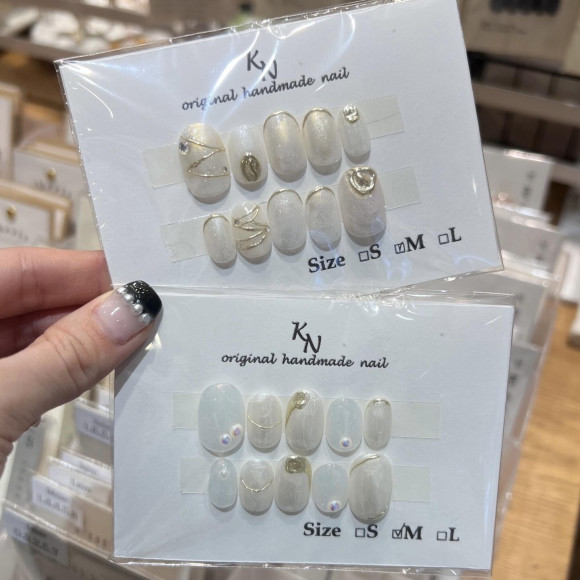 KN
original handmade nail
Size □S ☑M □L
KN
original handmade nail
Size □S ☑M □L